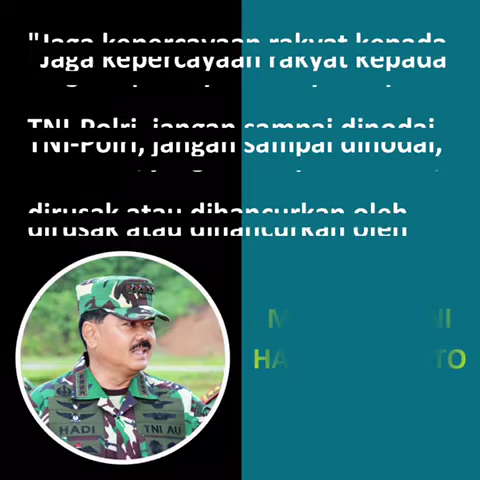 "Jaga kepercayaan rakyat kepada
TNI-Polri, jangan sampai dinodai,
dirusak atau dihancurkan oleh
HADI
TNI AU